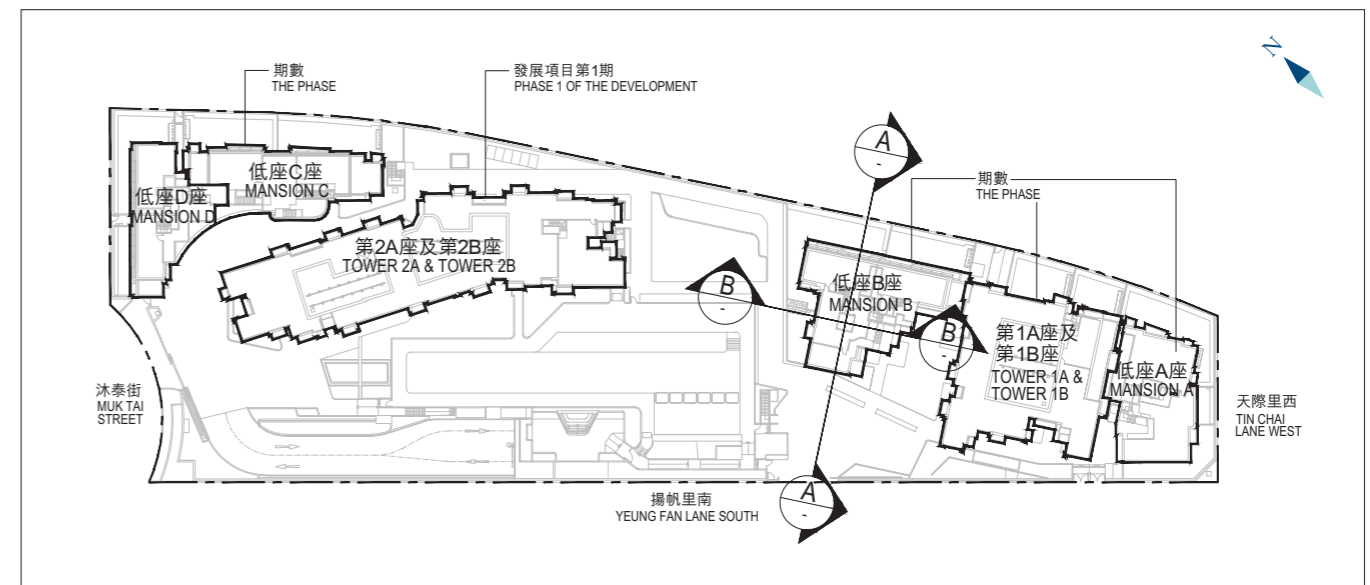 N
期數
THE PHASE
發展項目第1期
PHASE 1 OF THE DEVELOPMENT
A
-
期數
THE PHASE
低座C座
MANSION C
低座D座
MANSION D
第2A座及第2B座
TOWER 2A & TOWER 2B
B
-
低座B座
MANSION B
B
-
第1A座及
第1B座
TOWER 1A &
TOWER 1B
低座A座
MANSION A
沐泰街
MUK TAI
STREET
天際里西
TIN CHAI
LANE WEST
A
-
揚帆里南
YEUNG FAN LANE SOUTH